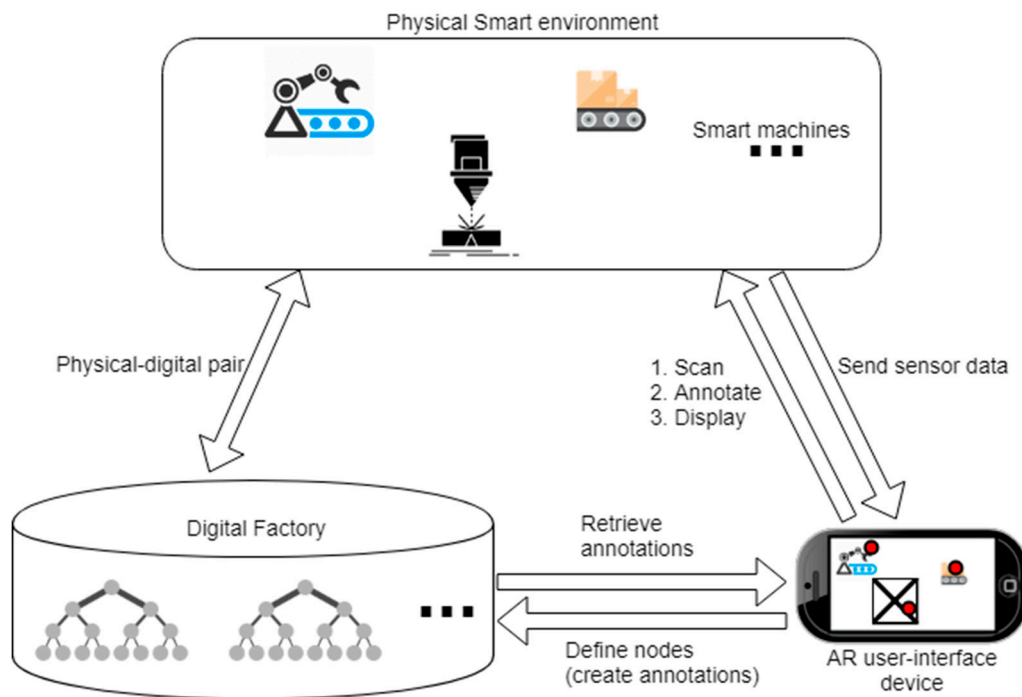 Physical Smart environment
Smart machines
Physical-digital pair
1. Scan
2. Annotate
3. Display
Send sensor data
Digital Factory
Retrieve
annotations
Define nodes
(create annotations)
AR user-interface
device